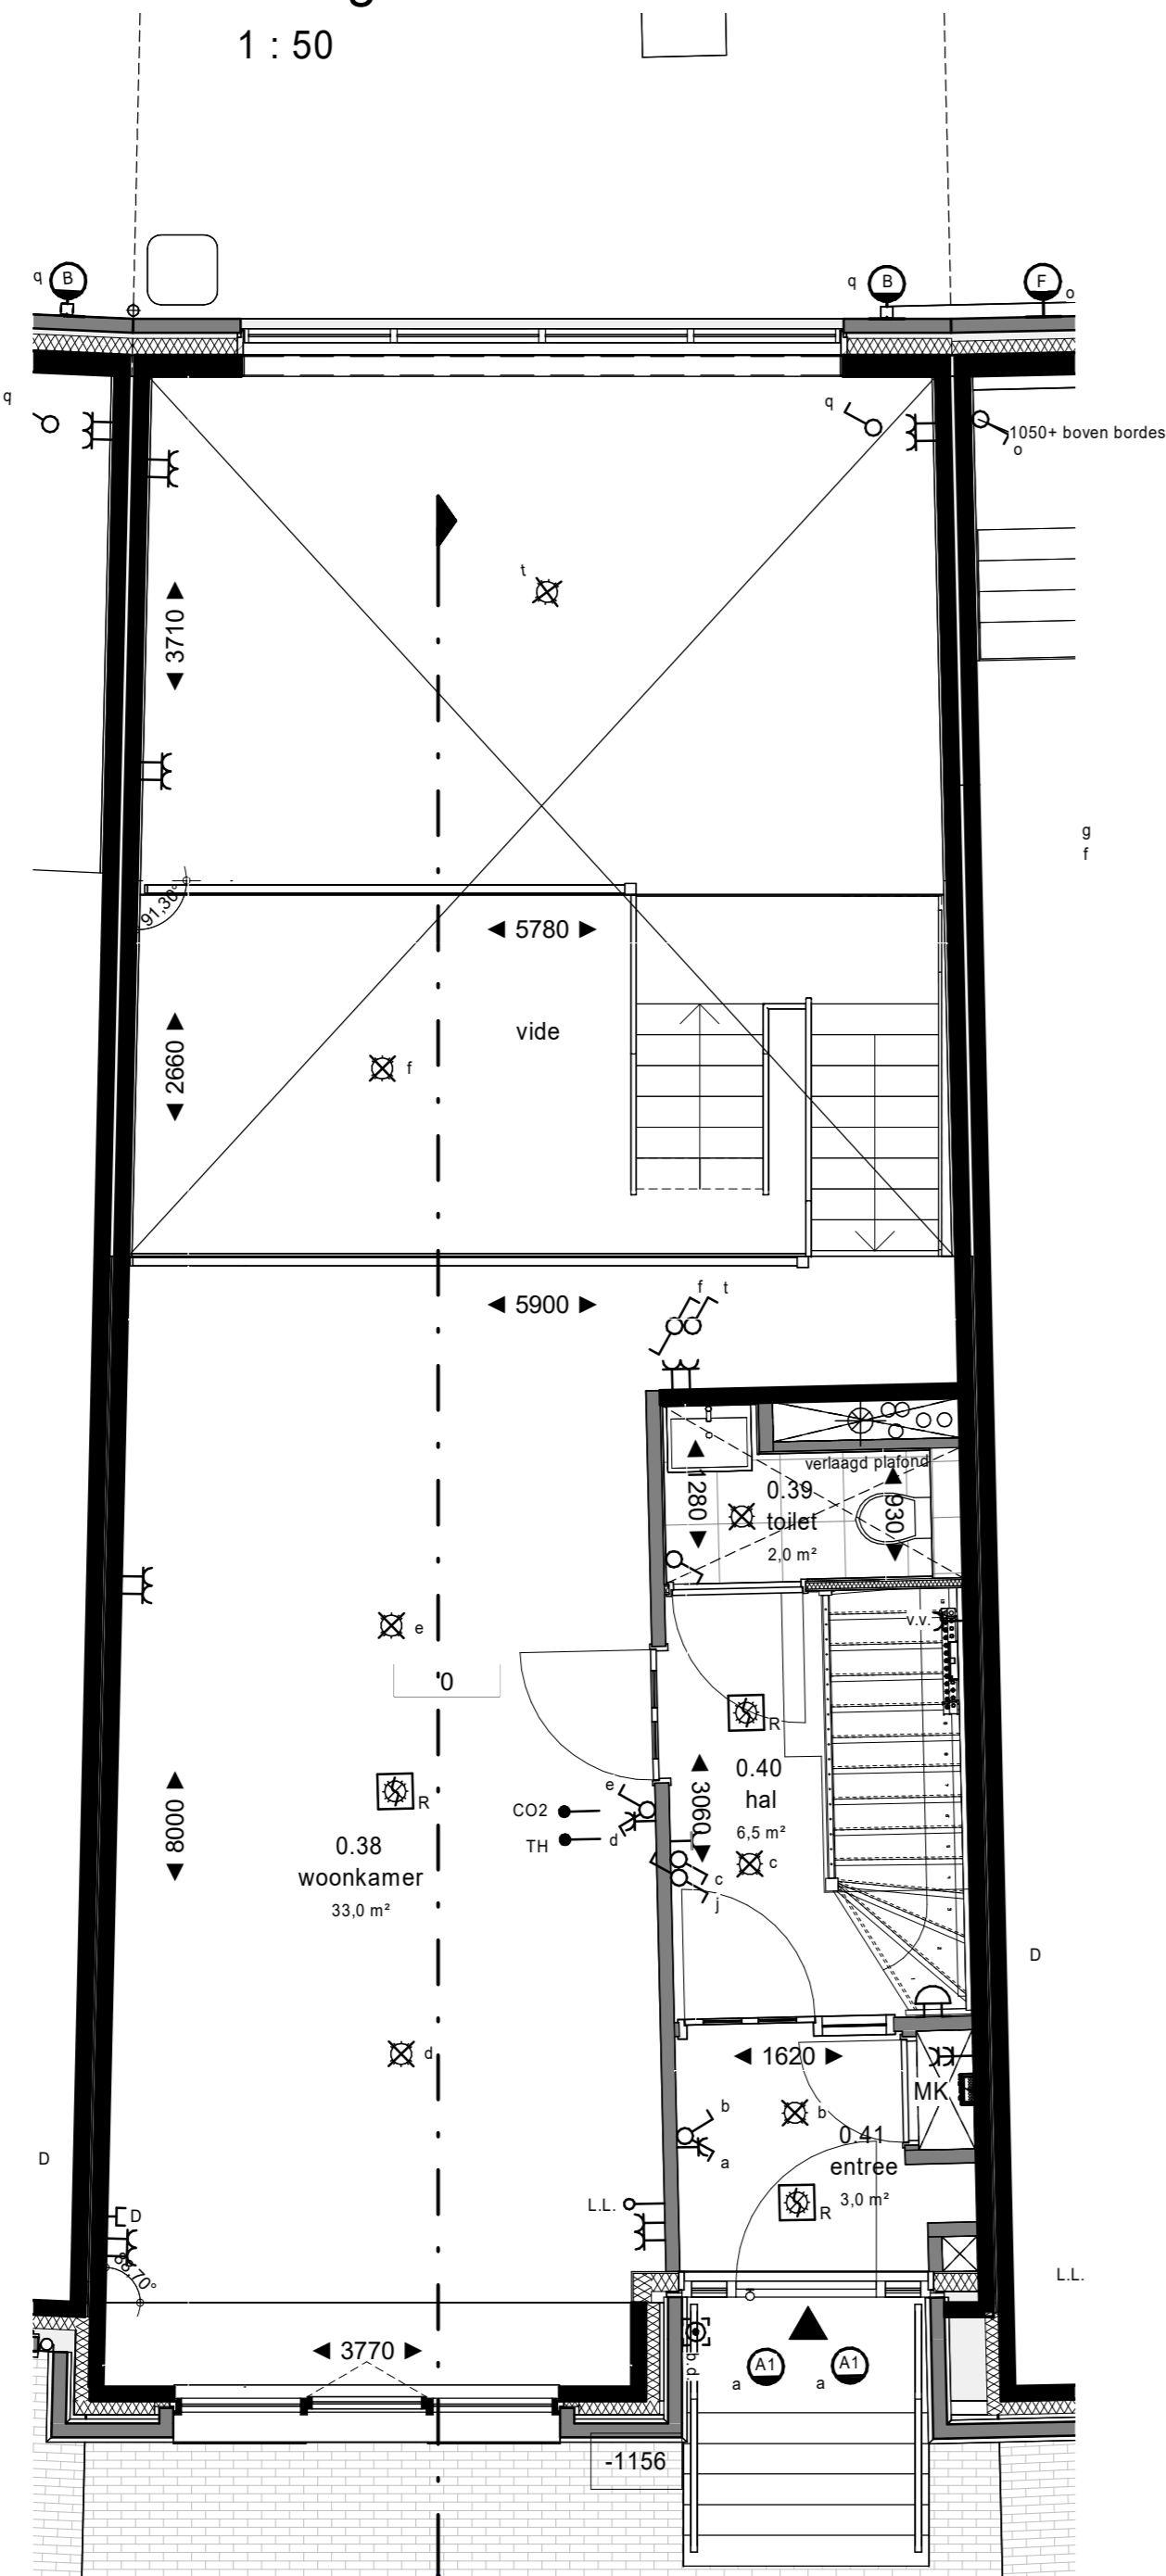 1 : 50
q
B
q
B
F
o
q
q
1050+ boven bordes
o
t
3710
g
f
91,30°
5780
vide
2660
f
5900
f
t
verlaagd plafond
1280
0.39
930
toilet
2,0 m²
v.v.
e
0
R
0.40
3060
hal
6,5 m²
e
CO2
d
TH
R
8000
0.38
woonkamer
33,0 m²
c
c
j
D
d
1620
MK
b
b
0.41
a
entree
3,0 m²
D
L.L.
R
D
88,70°
L.L.
3770
b.d.
A1
A1
a
a
-1156